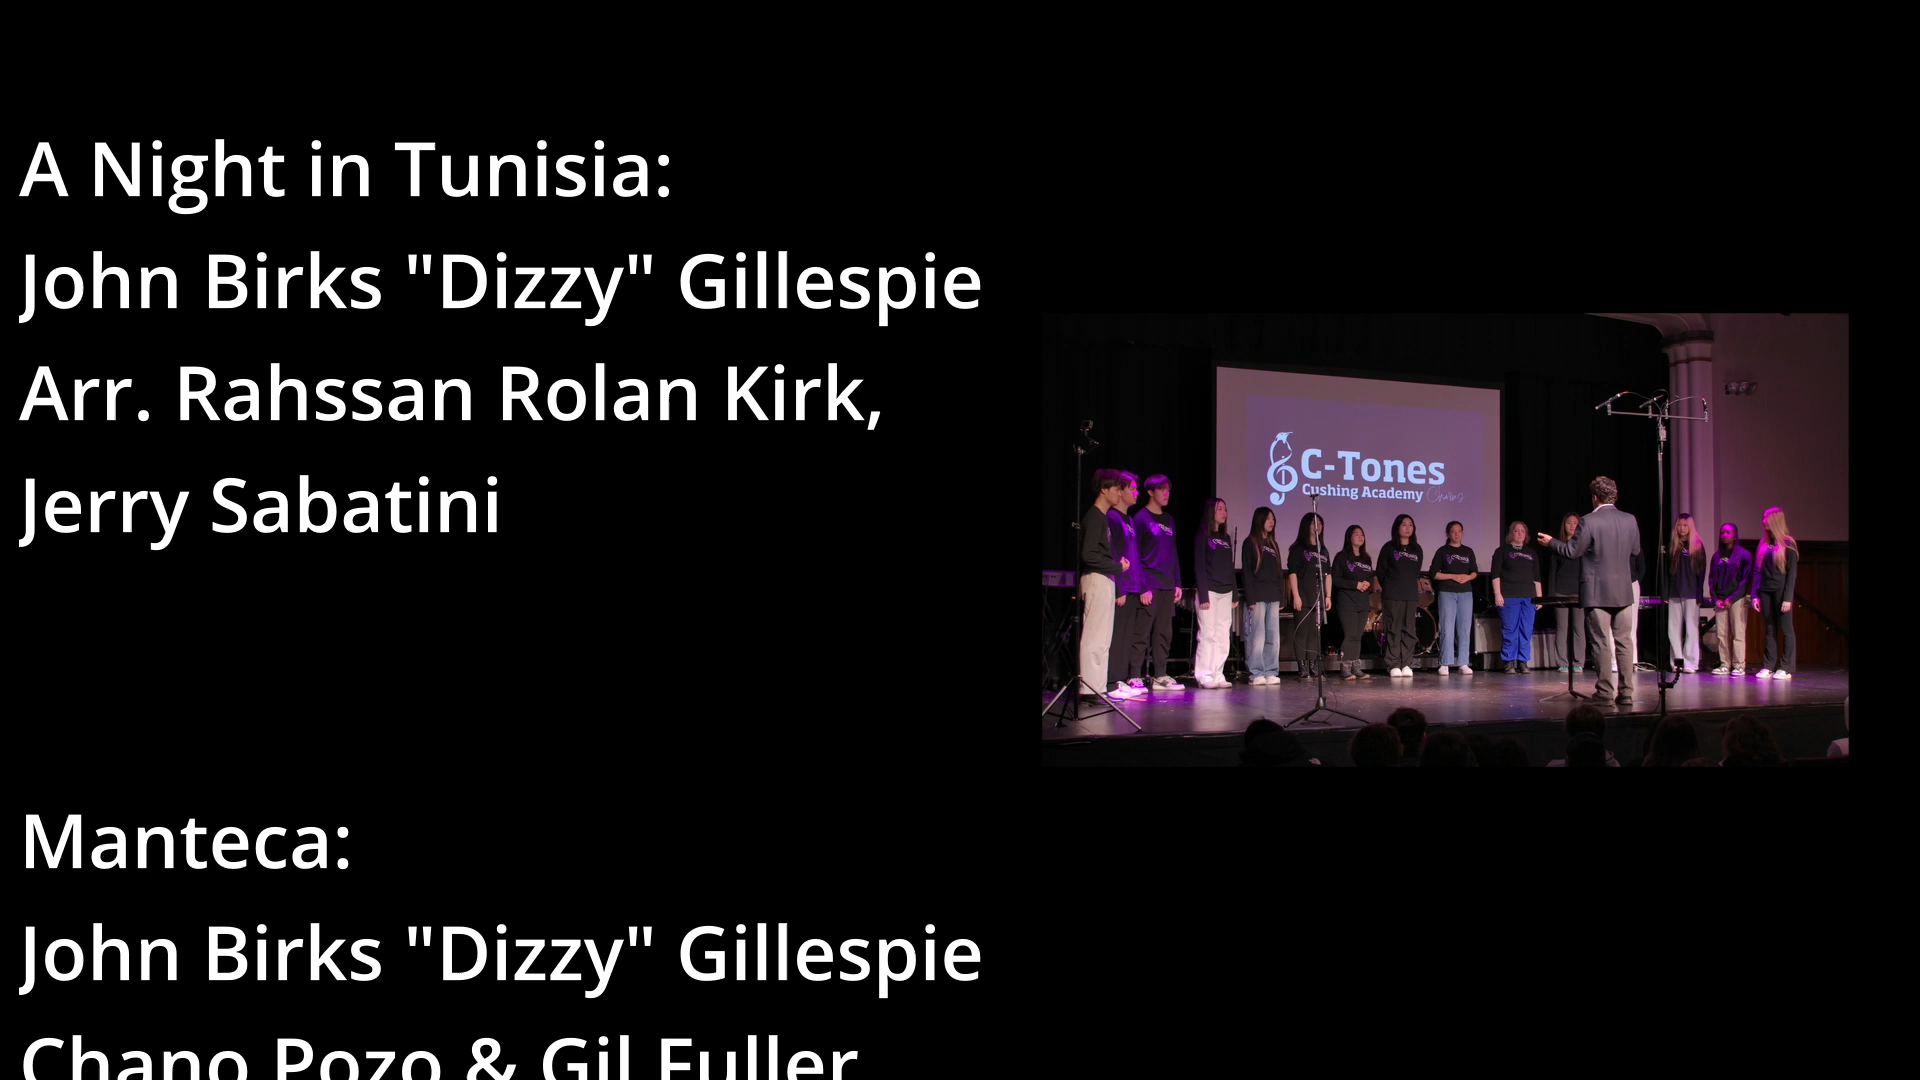 A Night in Tunisia:
John Birks "Dizzy" Gillespie
Arr. Rahssan Rolan Kirk,
Jerry Sabatini
C-Tones
Cushing Academy Chorus
Manteca:
John Birks "Dizzy" Gillespie
Chano Pozo & Gil Fuller